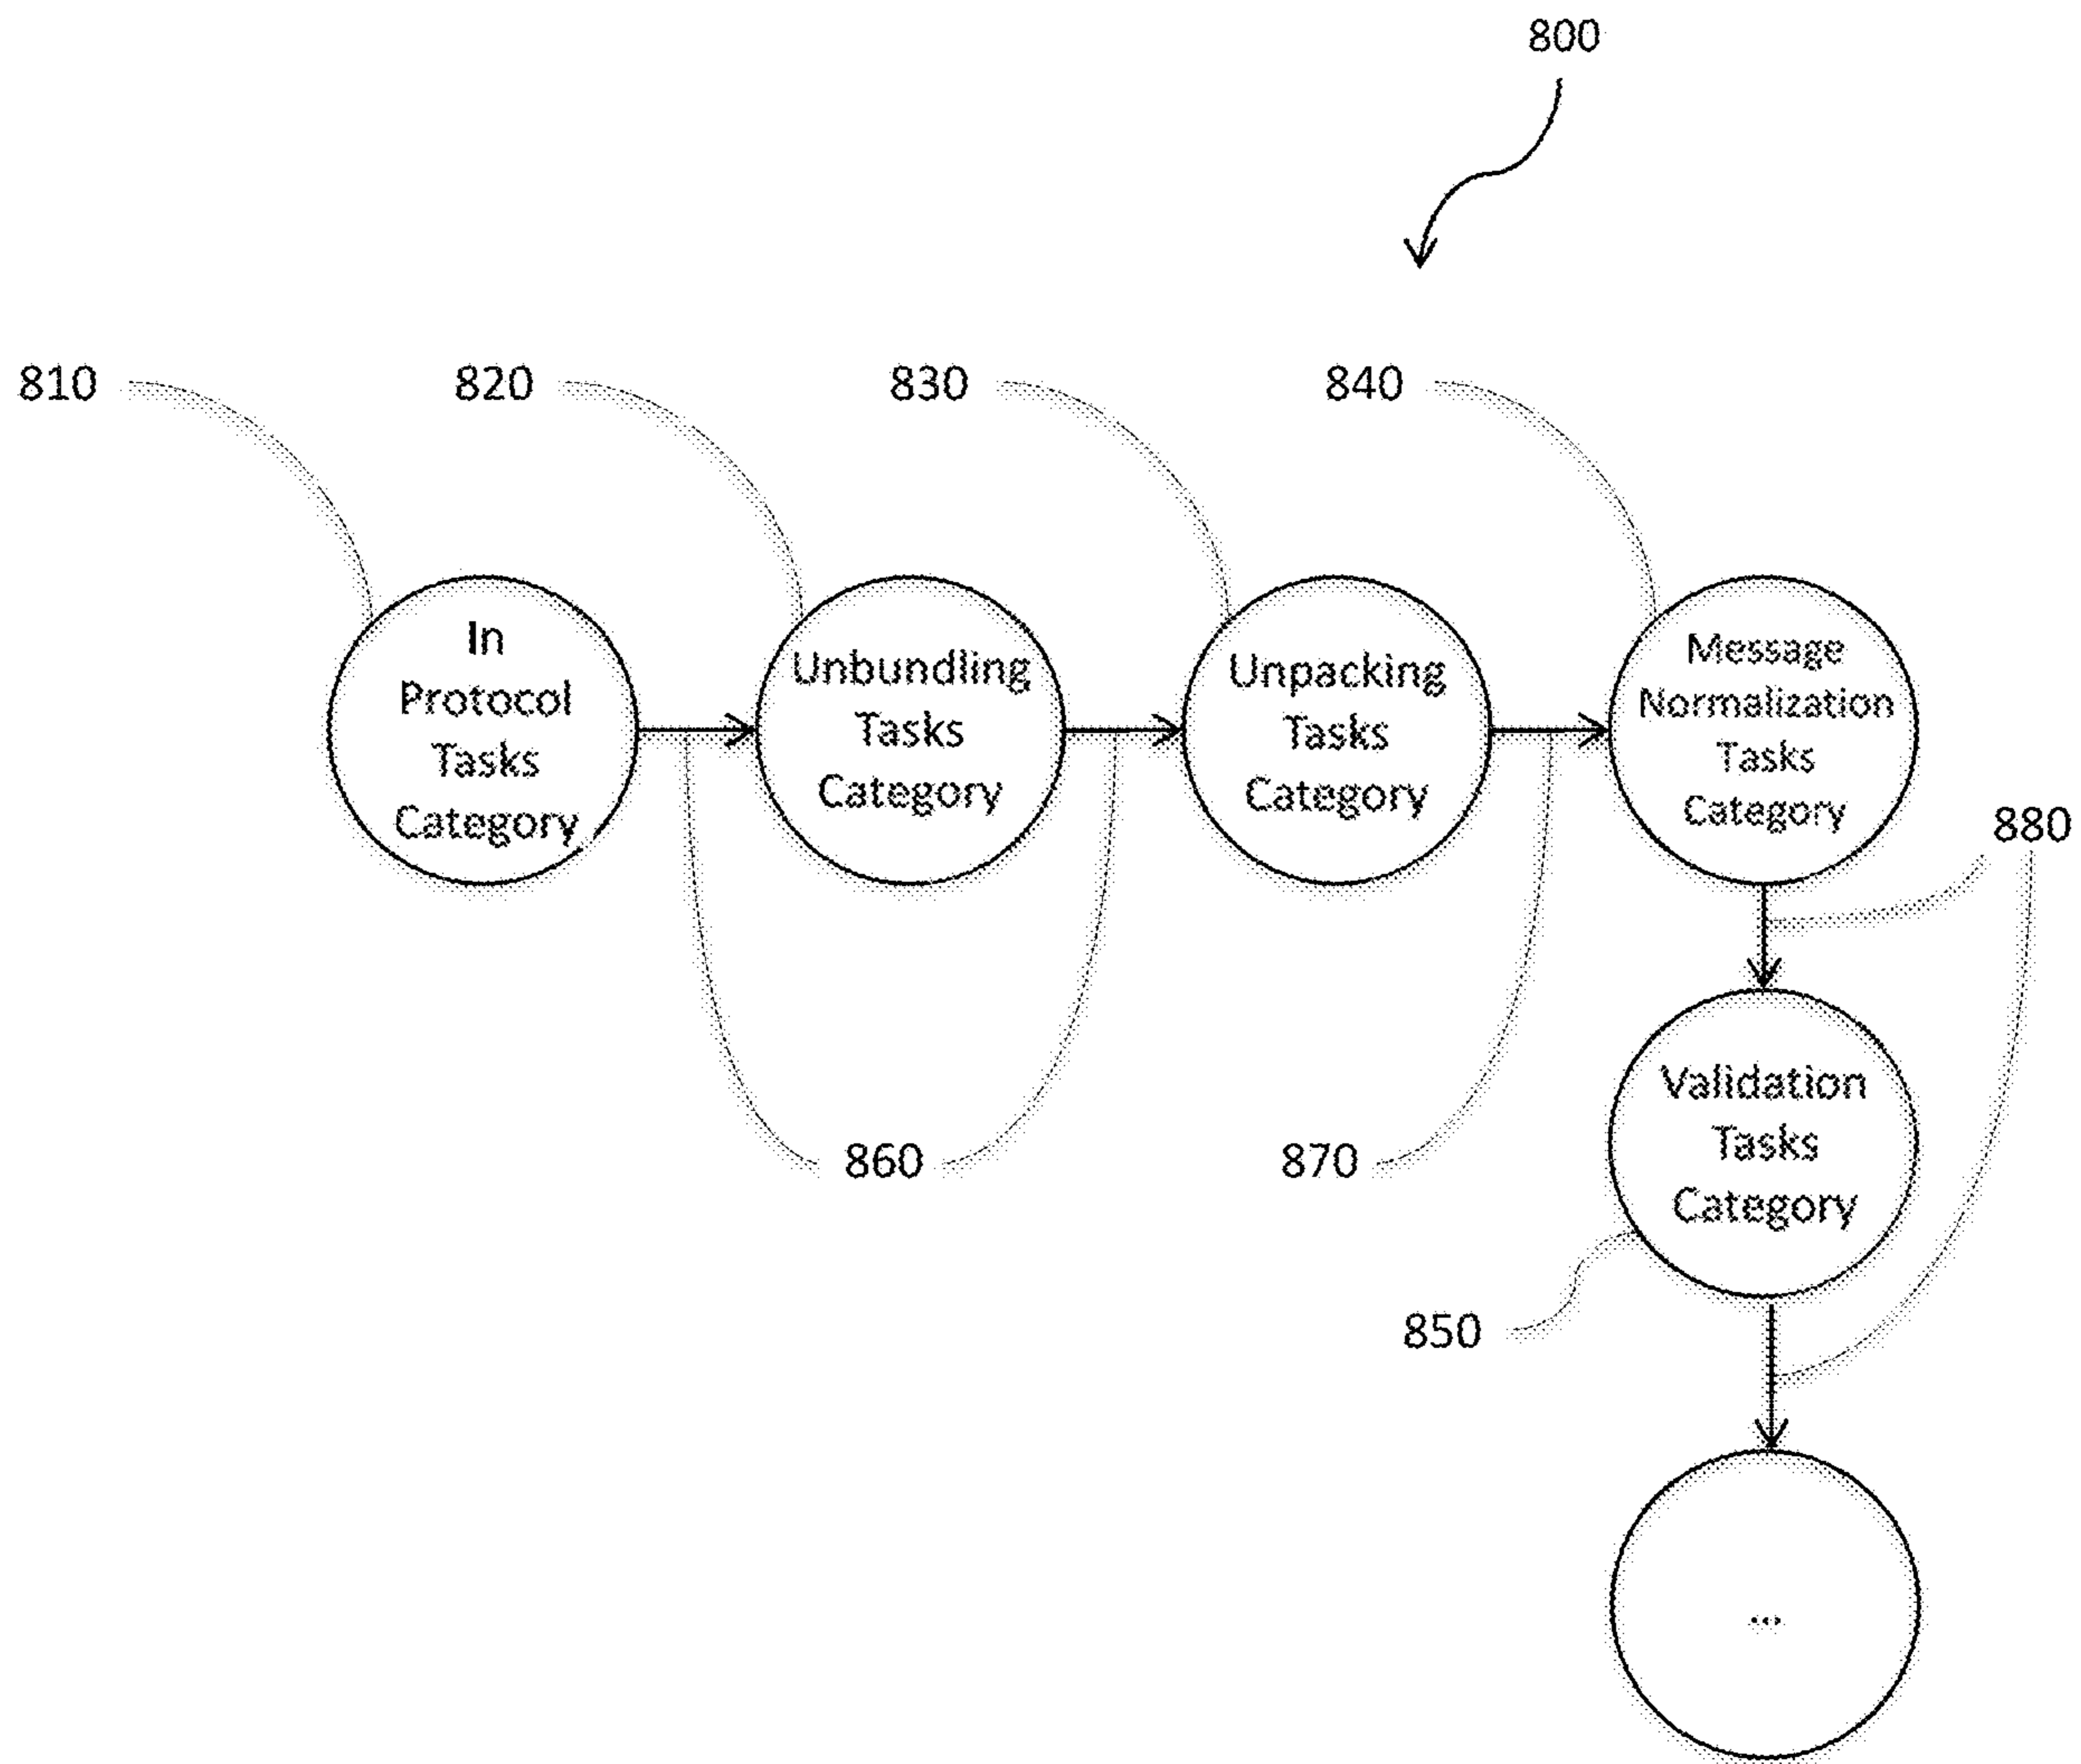 800
810
820
830
840
In
Protocol
Tasks
Category
Unbundling
Tasks
Category
Unpacking
Tasks
Category
Message
Normalization
Tasks
Category
880
Validation
Tasks
Category
860
870
850
...